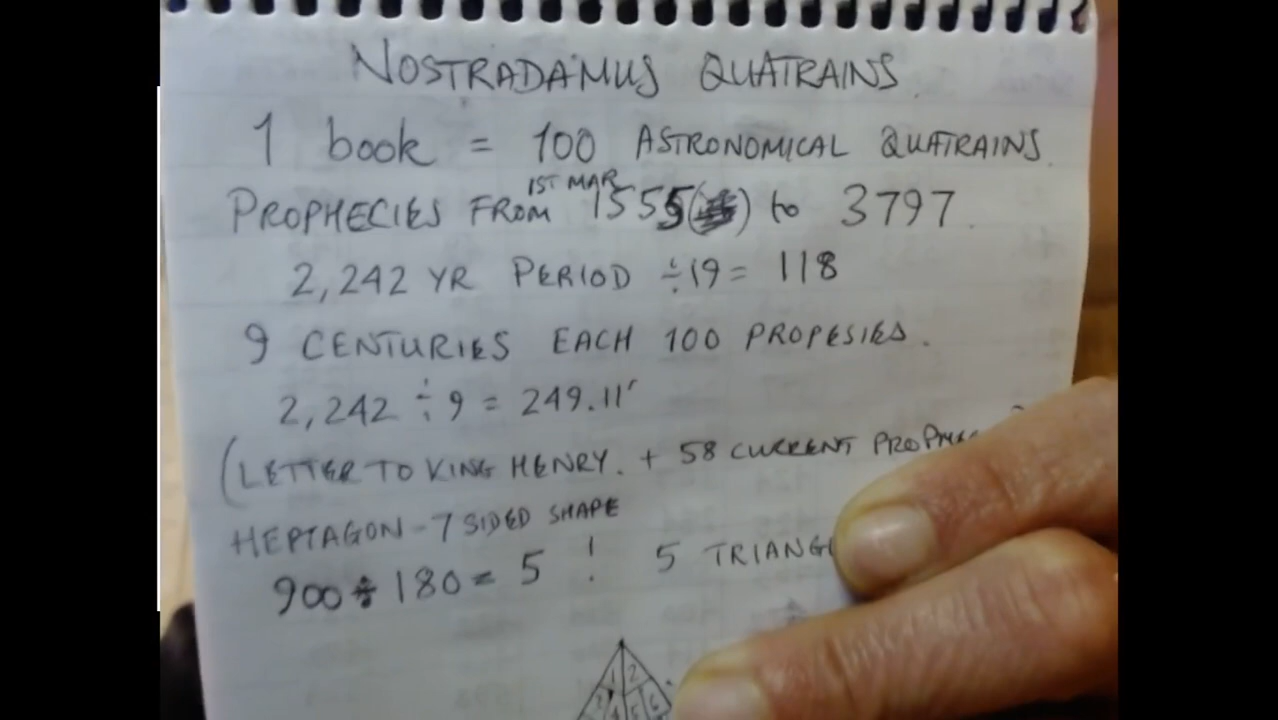 NOSTRADAMUS QUATRAINS
1 book = 100 ASTRONOMICAL QUATRAINS.
1ST MAR
PROPHECIES FROM 1555 ( ) to 3797.
2,242 YR PERIOD ÷ 19 = 118
9 CENTURIES EACH 100 PROPESIES.
2,242 ÷ 9 = 249.11'
(LETTER TO KING HENRY. + 58 CURRENT
HEPTAGON - 7 SIDED SHAPE
900 ÷ 180 = 5 ! 5
1 2